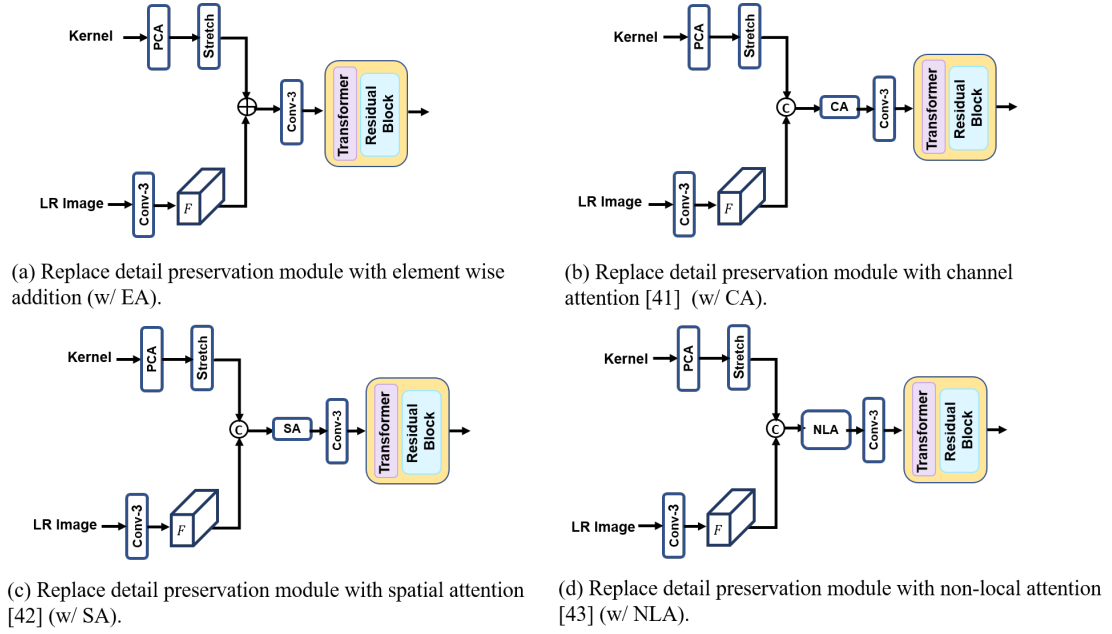 Kernel
PCA
Stretch
Conv-3
Transformer
Residual
Block
LR Image
Conv-3
F
(a) Replace detail preservation module with element wise
addition (w/ EA).
Kernel
PCA
Stretch
C
CA
Conv-3
Transformer
Residual
Block
LR Image
Conv-3
F
(b) Replace detail preservation module with channel
attention [41] (w/ CA).
Kernel
PCA
Stretch
C
SA
Conv-3
Transformer
Residual
Block
LR Image
Conv-3
F
(c) Replace detail preservation module with spatial attention
[42] (w/ SA).
Kernel
PCA
Stretch
C
NLA
Conv-3
Transformer
Residual
Block
LR Image
Conv-3
F
(d) Replace detail preservation module with non-local attention
[43] (w/ NLA).